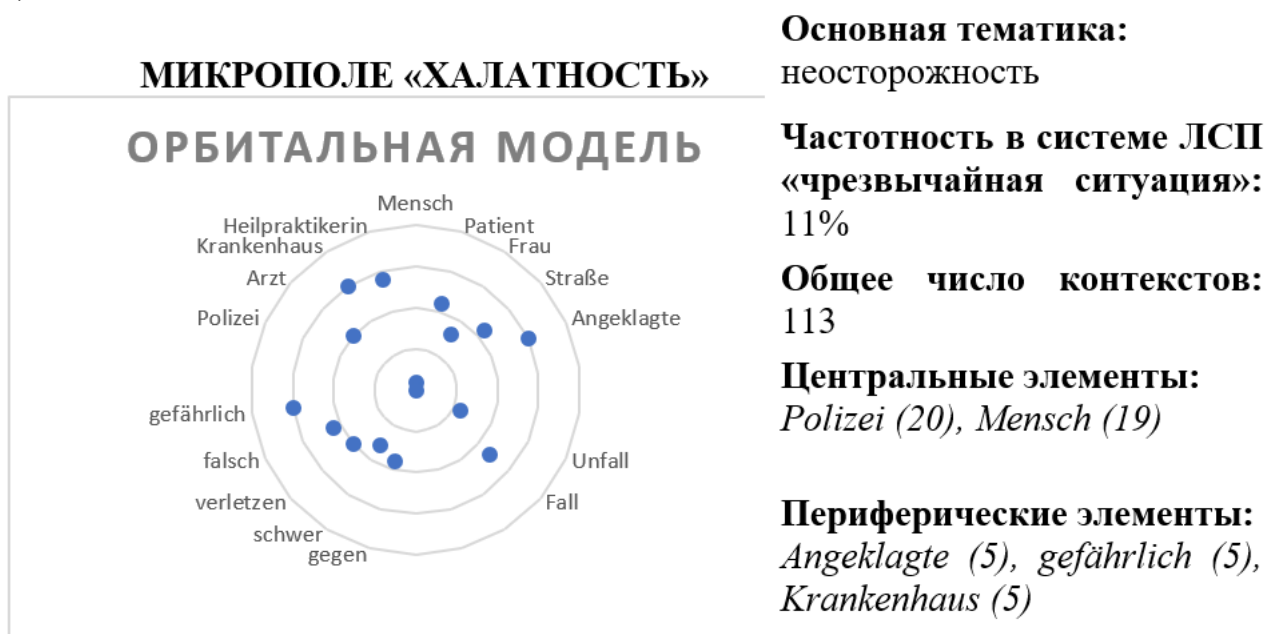 МИКРОПОЛЕ «ХАЛАТНОСТЬ»
ОРБИТАЛЬНАЯ МОДЕЛЬ
Mensch
Heilpraktikerin
Patient
Krankenhaus
Frau
Arzt
Straße
Polizei
Angeklagte
gefährlich
falsch
Unfall
verletzen
Fall
schwer
gegen
Основная тематика:
неосторожность
Частотность в системе ЛСП
«чрезвычайная ситуация»:
11%
Общее число контекстов:
113
Центральные элементы:
Polizei (20), Mensch (19)
Периферические элементы:
Angeklagte (5), gefährlich (5),
Krankenhaus (5)